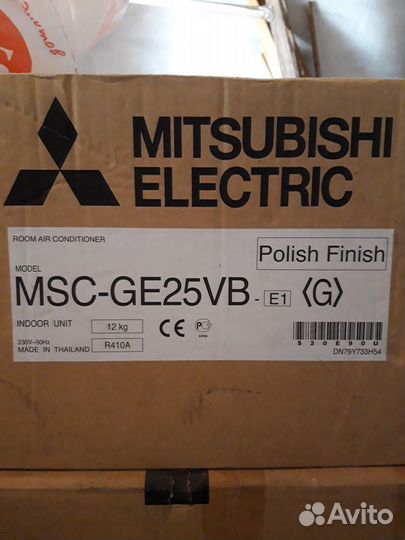 MITSUBISHI
ELECTRIC
ROOM AIR CONDITIONER
Polish Finish
MODEL
MSC-GE25VB - E1 〈G〉
INDOOR UNIT 12 kg CE
230V~50Hz
MADE IN THAILAND R410A
S20E90U
DN79Y733H54
Avito